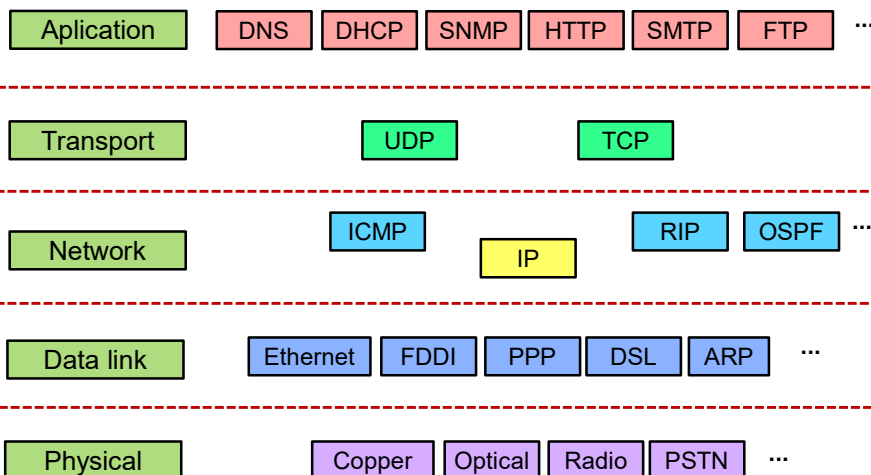 Aplication DNS DHCP SNMP HTTP SMTP FTP ...
Transport UDP TCP
Network ICMP IP RIP OSPF ...
Data link Ethernet FDDI PPP DSL ARP ...
Physical Copper Optical Radio PSTN ...